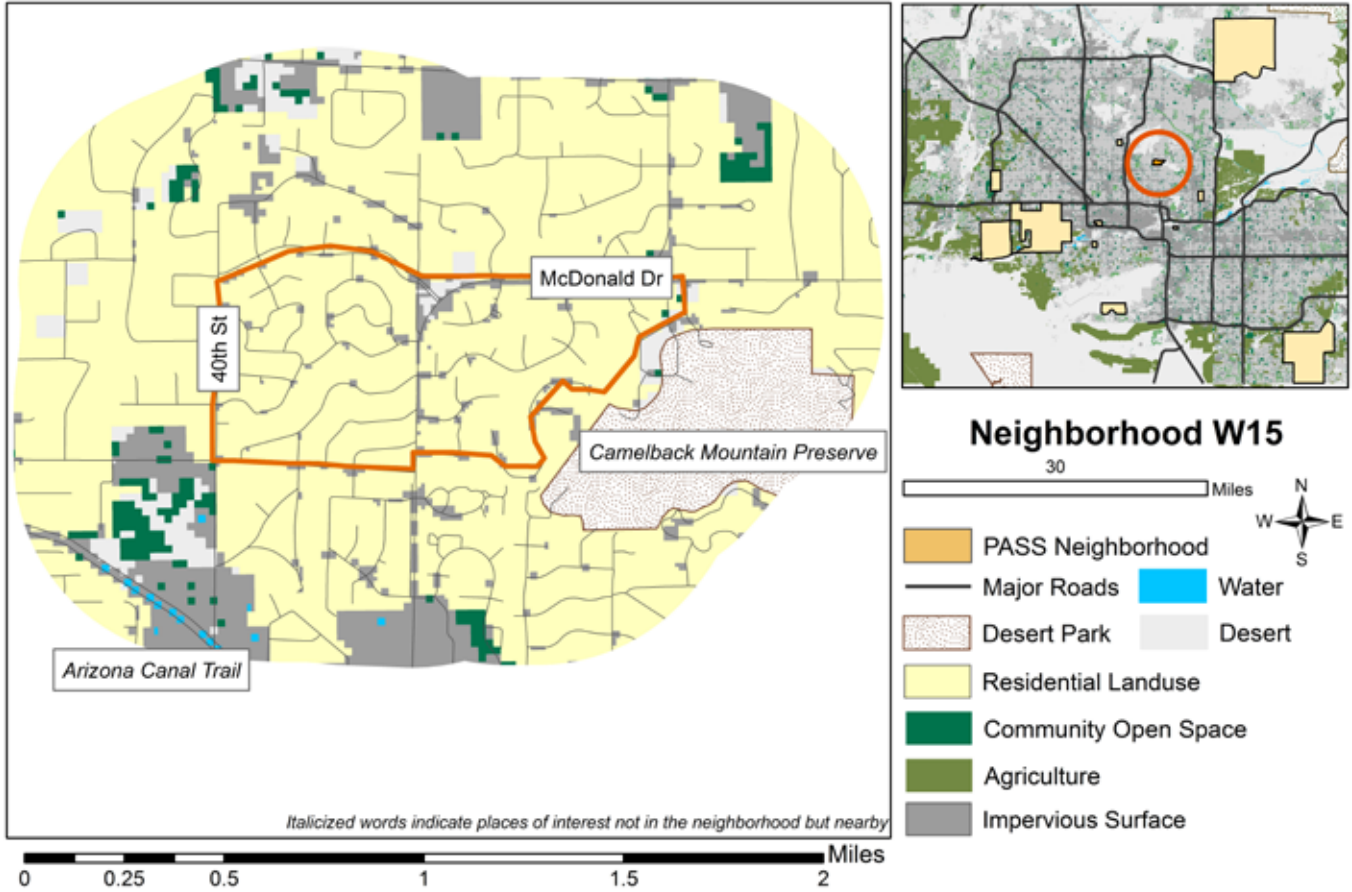 McDonald Dr
40th St
Camelback Mountain Preserve
Arizona Canal Trail
Italicized words indicate places of interest not in the neighborhood but nearby
Miles
0 0.25 0.5 1 1.5 2
Neighborhood W15
30
Miles
N
W E
S
PASS Neighborhood
Major Roads
Water
Desert Park
Desert
Residential Landuse
Community Open Space
Agriculture
Impervious Surface